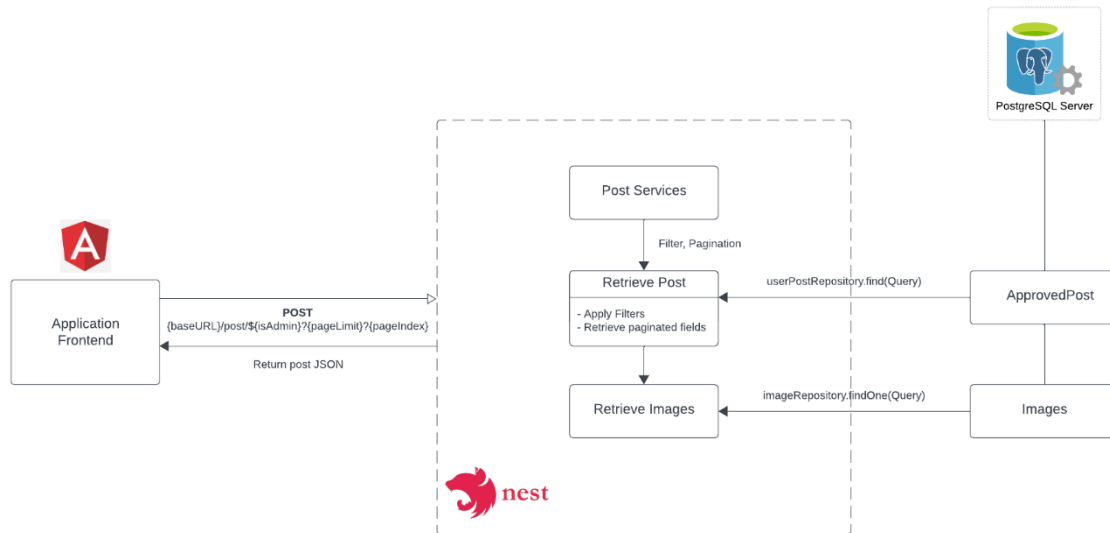 PostgreSQL Server
Post Services
Filter, Pagination
Retrieve Post
- Apply Filters
- Retrieve paginated fields
userPostRepository.find(Query)
ApprovedPost
Application
Frontend
POST
{baseURL}/post/${isAdmin}?{pageLimit}?{pageIndex}
Return post JSON
Retrieve Images
imageRepository.findOne(Query)
Images
nest